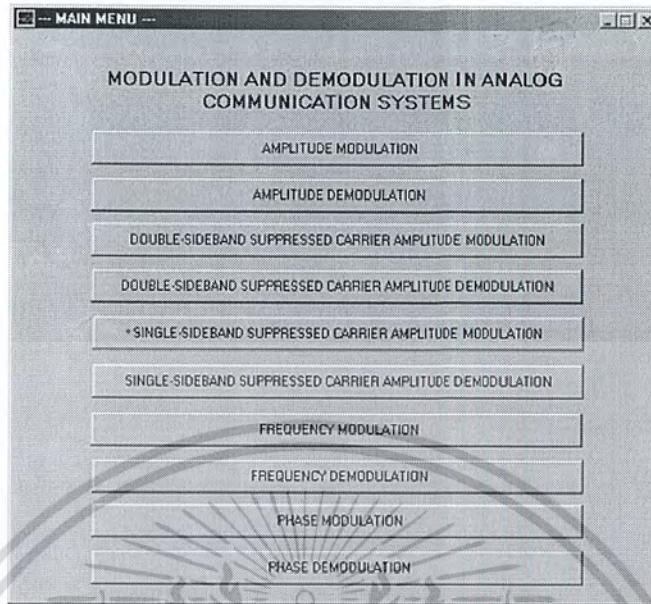 --- MAIN MENU ---
MODULATION AND DEMODULATION IN ANALOG
COMMUNICATION SYSTEMS
AMPLITUDE MODULATION
AMPLITUDE DEMODULATION
DOUBLE-SIDEBAND SUPPRESSED CARRIER AMPLITUDE MODULATION
DOUBLE-SIDEBAND SUPPRESSED CARRIER AMPLITUDE DEMODULATION
*SINGLE-SIDEBAND SUPPRESSED CARRIER AMPLITUDE MODULATION
SINGLE-SIDEBAND SUPPRESSED CARRIER AMPLITUDE DEMODULATION
FREQUENCY MODULATION
FREQUENCY DEMODULATION
PHASE MODULATION
PHASE DEMODULATION